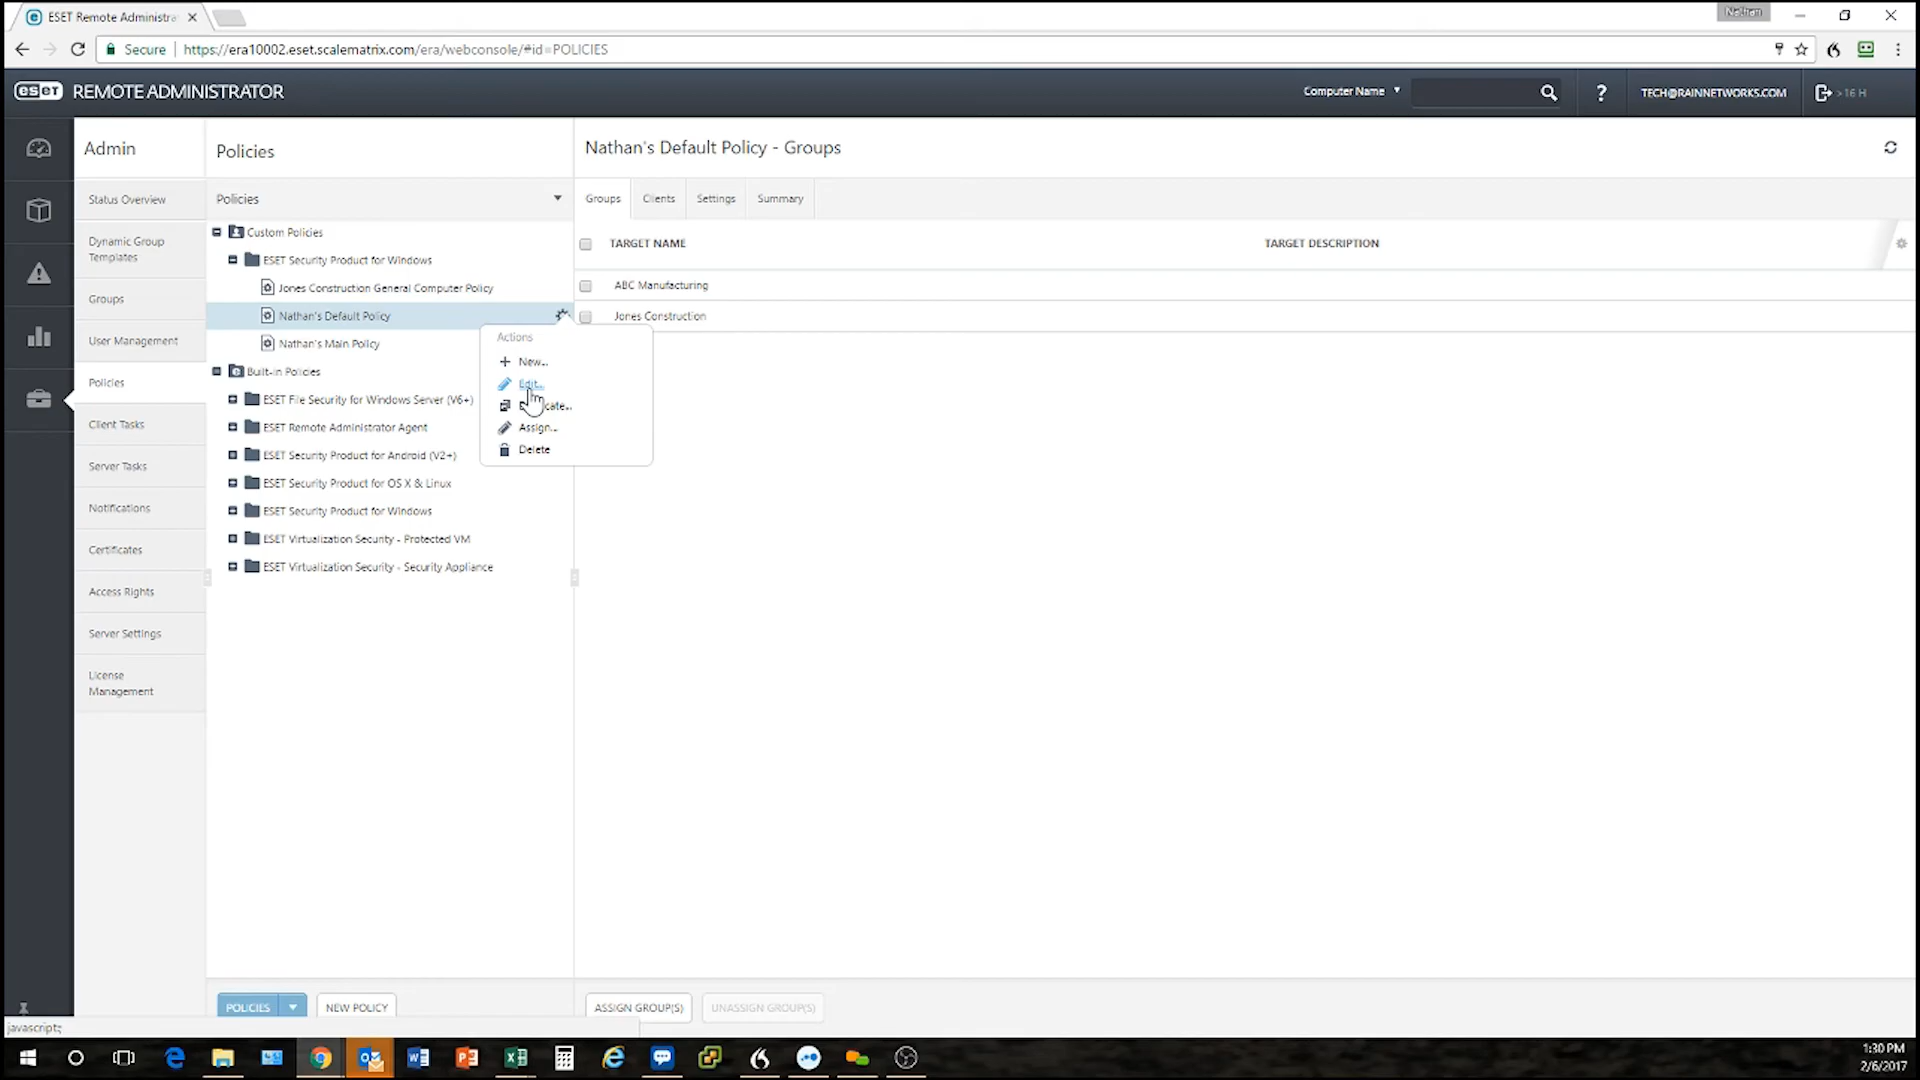 ESET Remote Administra
Nathan
Secure
https://era10002.eset.scalematrix.com/era/webconsole/#id=POLICIES
eset REMOTE ADMINISTRATOR
Computer Name
?
TECH@RAINNETWORKS.COM
>16 H
Admin
Status Overview
Dynamic Group
Templates
Groups
User Management
Policies
Client Tasks
Server Tasks
Notifications
Certificates
Access Rights
Server Settings
License
Management
Policies
Policies
Custom Policies
ESET Security Product for Windows
Jones Construction General Computer Policy
Nathan's Default Policy
Nathan's Main Policy
Built-in Policies
ESET File Security for Windows Server (V6+)
ESET Remote Administrator Agent
ESET Security Product for Android (V2+)
ESET Security Product for OS X & Linux
ESET Security Product for Windows
ESET Virtualization Security - Protected VM
ESET Virtualization Security - Security Appliance
Actions
New...
Edit...
Assign...
Delete
Nathan's Default Policy - Groups
Groups
Clients
Settings
Summary
TARGET NAME
TARGET DESCRIPTION
ABC Manufacturing
Jones Construction
POLICIES
NEW POLICY
ASSIGN GROUP(S)
UNASSIGN GROUP(S)
javascript:;
1:30 PM
2/6/2017